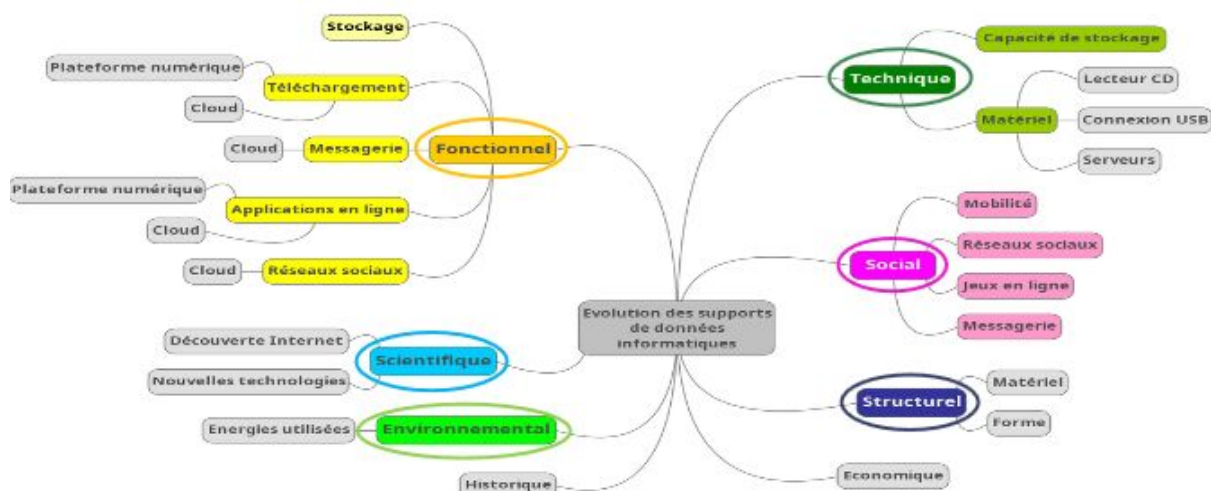 Stockage
Plateforme numérique
Téléchargement
Cloud
Cloud
Messagerie
Fonctionnel
Plateforme numérique
Applications en ligne
Cloud
Cloud
Réseaux sociaux
Découverte Internet
Scientifique
Nouvelles technologies
Energies utilisées
Environnemental
Historique
Evolution des supports
de données
informatiques
Technique
Capacité de stockage
Matériel
Lecteur CD
Connexion USB
Serveurs
Social
Mobilité
Réseaux sociaux
Jeux en ligne
Messagerie
Structurel
Matériel
Forme
Economique